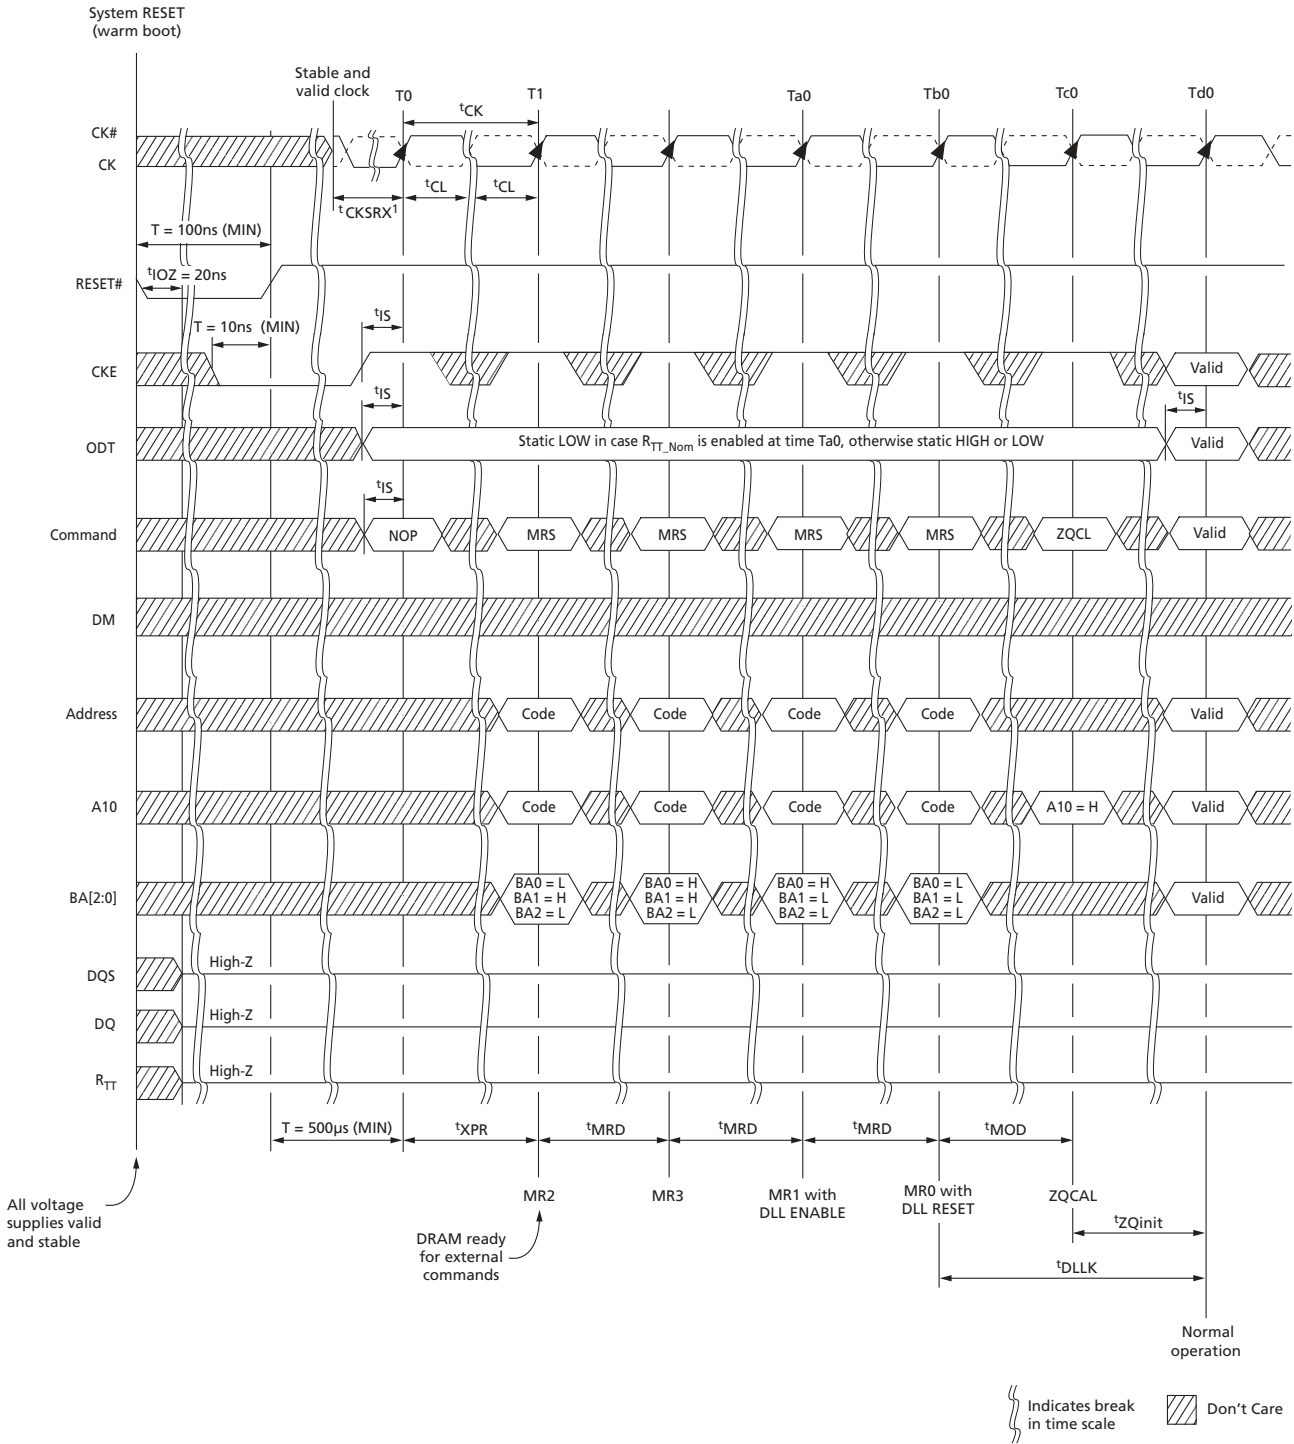 System RESET
(warm boot)
Stable and
valid clock
T0
T1
Ta0
Tb0
Tc0
Td0
tCK
CK#
CK
tCKSRX1
tCL
tCL
T = 100ns (MIN)
tIOZ = 20ns
RESET#
T = 10ns (MIN)
tIS
CKE
Valid
tIS
tIS
ODT
Static LOW in case RTT_Nom is enabled at time Ta0, otherwise static HIGH or LOW
Valid
tIS
Command
NOP
MRS
MRS
MRS
MRS
ZQCL
Valid
DM
Address
Code
Code
Code
Code
Valid
A10
Code
Code
Code
Code
A10 = H
Valid
BA[2:0]
BA0 = L
BA1 = H
BA2 = L
BA0 = H
BA1 = H
BA2 = L
BA0 = H
BA1 = L
BA2 = L
BA0 = L
BA1 = L
BA2 = L
Valid
DQS
High-Z
DQ
High-Z
RTT
High-Z
T = 500µs (MIN)
tXPR
tMRD
tMRD
tMRD
tMOD
All voltage
supplies valid
and stable
MR2
MR3
MR1 with
DLL ENABLE
MR0 with
DLL RESET
ZQCAL
DRAM ready
for external
commands
tZQinit
tDLLK
Normal
operation
Indicates break
in time scale
Don't Care